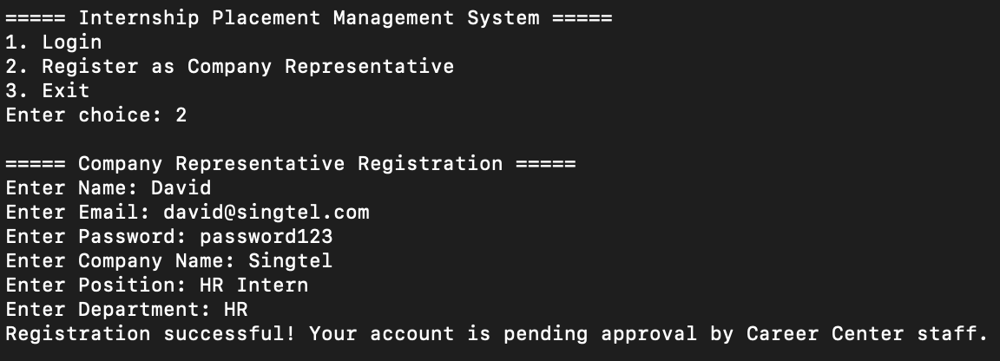 ===== Internship Placement Management System =====
1. Login
2. Register as Company Representative
3. Exit
Enter choice: 2

===== Company Representative Registration =====
Enter Name: David
Enter Email: david@singtel.com
Enter Password: password123
Enter Company Name: Singtel
Enter Position: HR Intern
Enter Department: HR
Registration successful! Your account is pending approval by Career Center staff.